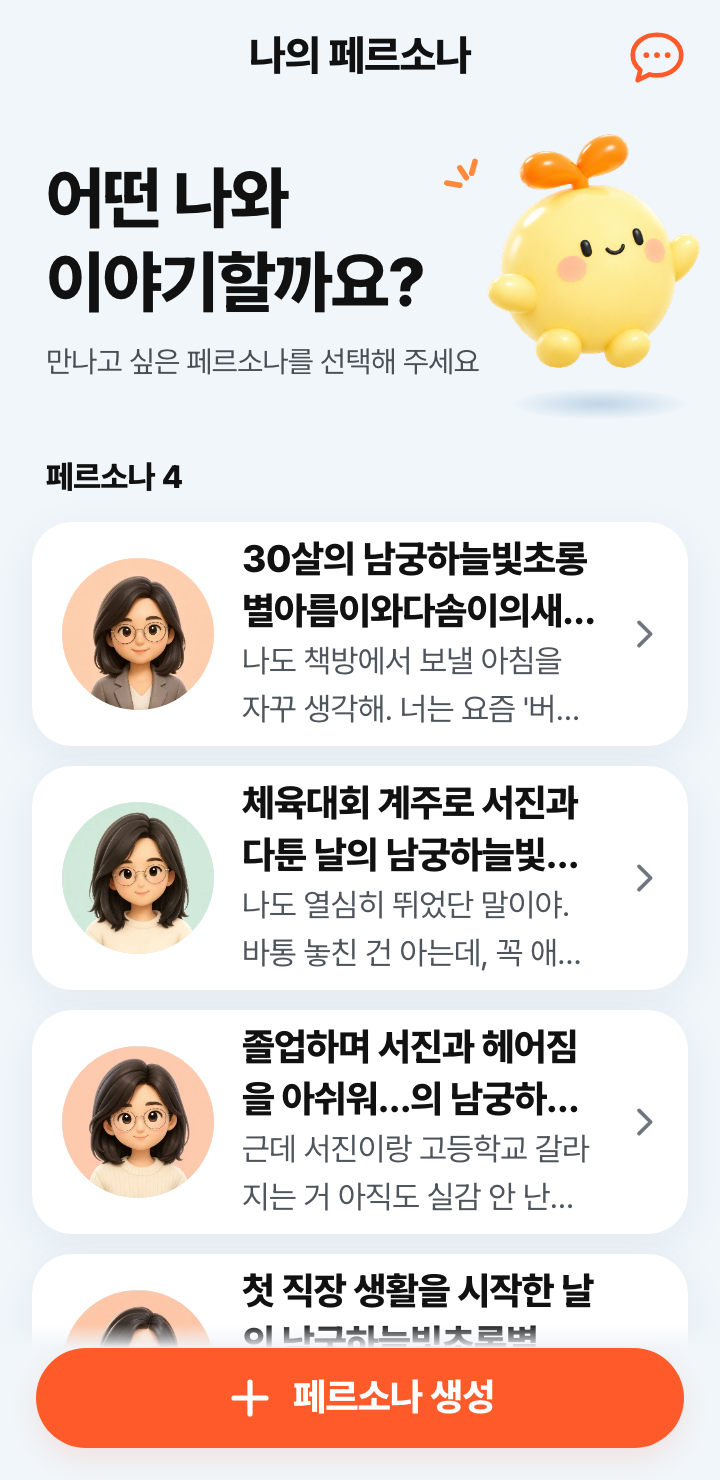 나의 페르소나
어떤 나와
이야기할까요?
만나고 싶은 페르소나를 선택해 주세요
페르소나 4
30살의 남궁하늘빛초롱
별아름이와다솜이의새...
나도 책방에서 보낼 아침을
자꾸 생각해. 너는 요즘 '버...
체육대회 계주로 서진과
다툰 날의 남궁하늘빛...
나도 열심히 뛰었단 말이야.
바통 놓친 건 아는데, 꼭 애...
졸업하며 서진과 헤어짐
을 아쉬워...의 남궁하...
근데 서진이랑 고등학교 갈라
지는 거 아직도 실감 안 난...
첫 직장 생활을 시작한 날
의 남궁하늘빛초롱별
페르소나 생성